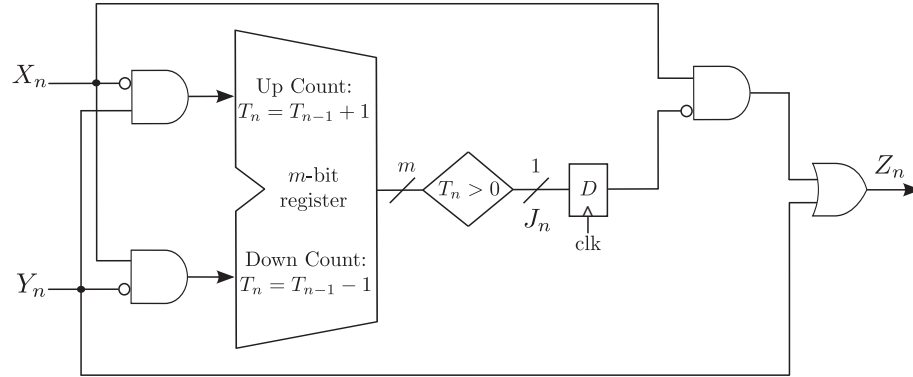 $X_n$
$Y_n$
Up Count:
$T_n = T_{n-1} + 1$
$m$-bit
register
Down Count:
$T_n = T_{n-1} - 1$
$m$
$T_n > 0$
1
$J_n$
$D$
clk
$Z_n$